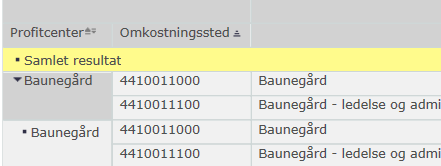 Profitcenter Omkostningssted
Samlet resultat
Baunegård 4410011000 Baunegård
4410011100 Baunegård - ledelse og admi
Baunegård 4410011000 Baunegård
4410011100 Baunegård - ledelse og admi